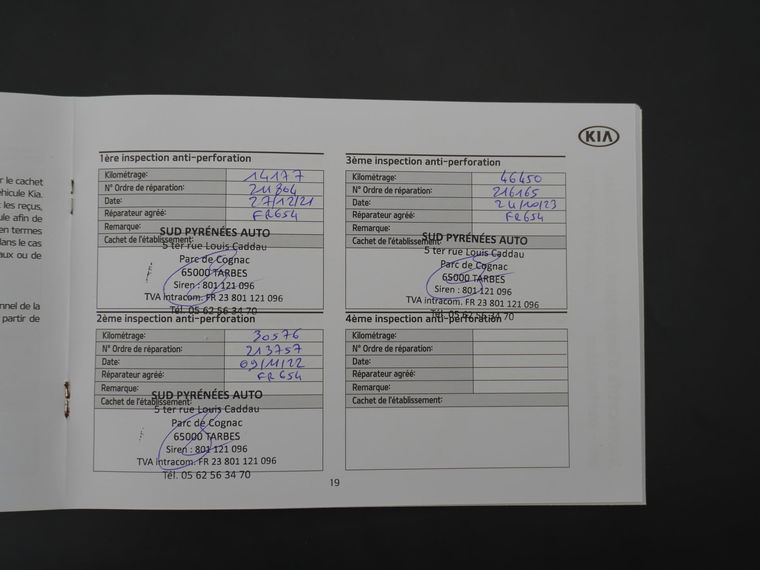 r le cachet
éhicule Kia.
les reçus,
ule afin de
en termes
dans le cas
aux ou de
nnel de la
partir de
KIA
1ère inspection anti-perforation
Kilométrage: 14177
N° Ordre de réparation: 211804
Date: 27/12/21
Réparateur agréé: FR654
Remarque:
Cachet de l'établissement:
SUD PYRÉNÉES AUTO
5 ter rue Louis Caddau
Parc de Cognac
65000 TARBES
Siren : 801 121 096
TVA intracom. FR 23 801 121 096
Tél. 05 62 56 34 70
2ème inspection anti-perforation
Kilométrage: 30576
N° Ordre de réparation: 213757
Date: 09/11/22
Réparateur agréé: FR654
Remarque:
Cachet de l'établissement:
SUD PYRÉNÉES AUTO
5 ter rue Louis Caddau
Parc de Cognac
65000 TARBES
Siren : 801 121 096
TVA intracom. FR 23 801 121 096
Tél. 05 62 56 34 70
3ème inspection anti-perforation
Kilométrage: 46450
N° Ordre de réparation: 216165
Date: 24/10/23
Réparateur agréé: FR654
Remarque:
Cachet de l'établissement:
SUD PYRÉNÉES AUTO
5 ter rue Louis Caddau
Parc de Cognac
65000 TARBES
Siren : 801 121 096
TVA intracom. FR 23 801 121 096
Tél. 05 62 56 34 70
4ème inspection anti-perforation
Kilométrage:
N° Ordre de réparation:
Date:
Réparateur agréé:
Remarque:
Cachet de l'établissement:
19